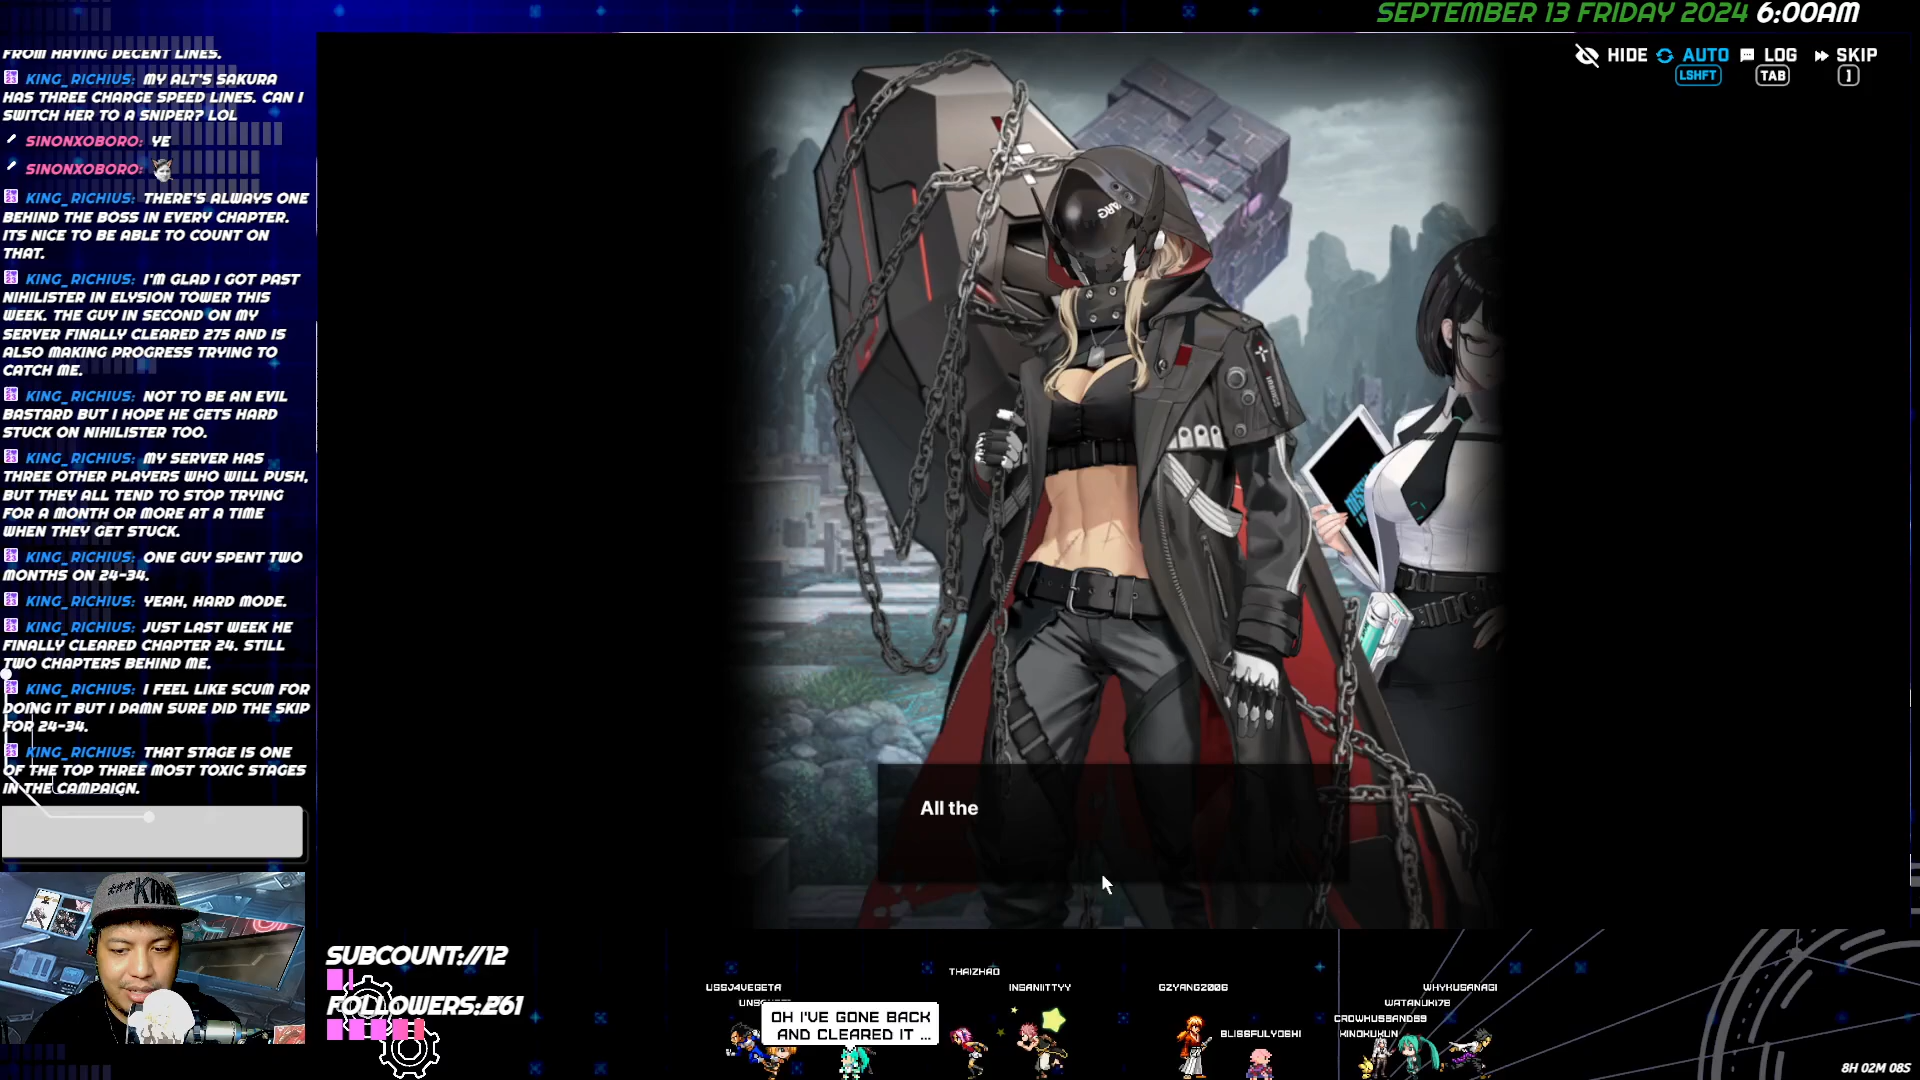 SEPTEMBER 13 FRIDAY 2024 6:00AM
HIDE AUTO LOG SKIP
LSHFT TAB ]
FROM HAVING DECENT LINES.
KING_RICHIUS: MY ALT'S SAKURA
HAS THREE CHARGE SPEED LINES. CAN I
SWITCH HER TO A SNIPER? LOL
SINONXOBORO: YE
SINONXOBORO:
KING_RICHIUS: THERE'S ALWAYS ONE
BEHIND THE BOSS IN EVERY CHAPTER.
ITS NICE TO BE ABLE TO COUNT ON
THAT.
KING_RICHIUS: I'M GLAD I GOT PAST
NIHILISTER IN ELYSION TOWER THIS
WEEK. THE GUY IN SECOND ON MY
SERVER FINALLY CLEARED 275 AND IS
ALSO MAKING PROGRESS TRYING TO
CATCH ME.
KING_RICHIUS: NOT TO BE AN EVIL
BASTARD BUT I HOPE HE GETS HARD
STUCK ON NIHILISTER TOO.
KING_RICHIUS: MY SERVER HAS
THREE OTHER PLAYERS WHO WILL PUSH,
BUT THEY ALL TEND TO STOP TRYING
FOR A MONTH OR MORE AT A TIME
WHEN THEY GET STUCK.
KING_RICHIUS: ONE GUY SPENT TWO
MONTHS ON 24-34.
KING_RICHIUS: YEAH, HARD MODE.
KING_RICHIUS: JUST LAST WEEK HE
FINALLY CLEARED CHAPTER 24. STILL
TWO CHAPTERS BEHIND ME.
KING_RICHIUS: I FEEL LIKE SCUM FOR
DOING IT BUT I DAMN SURE DID THE SKIP
FOR 24-34.
KING_RICHIUS: THAT STAGE IS ONE
OF THE TOP THREE MOST TOXIC STAGES
IN THE CAMPAIGN.
All the
SUBCOUNT://12
FOLLOWERS:261
USSJ4VEGETA
THAIZHAO
INSANIITTYY
GZYANG2006
BLISSFULYOSHI
WHYKUSANAGI
WATANUKI78
CROWHUSBANDS9
KINOKUKUN
OH I'VE GONE BACK
AND CLEARED IT ...
8H 02M 08S